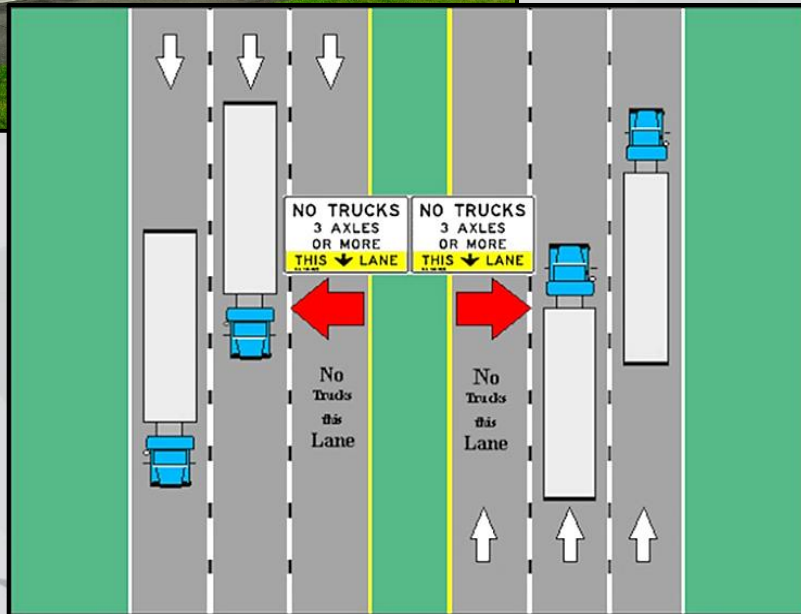 NO TRUCKS
3 AXLES
OR MORE
THIS LANE
NO TRUCKS
3 AXLES
OR MORE
THIS LANE
No
Trucks
this
Lane
No
Trucks
this
Lane